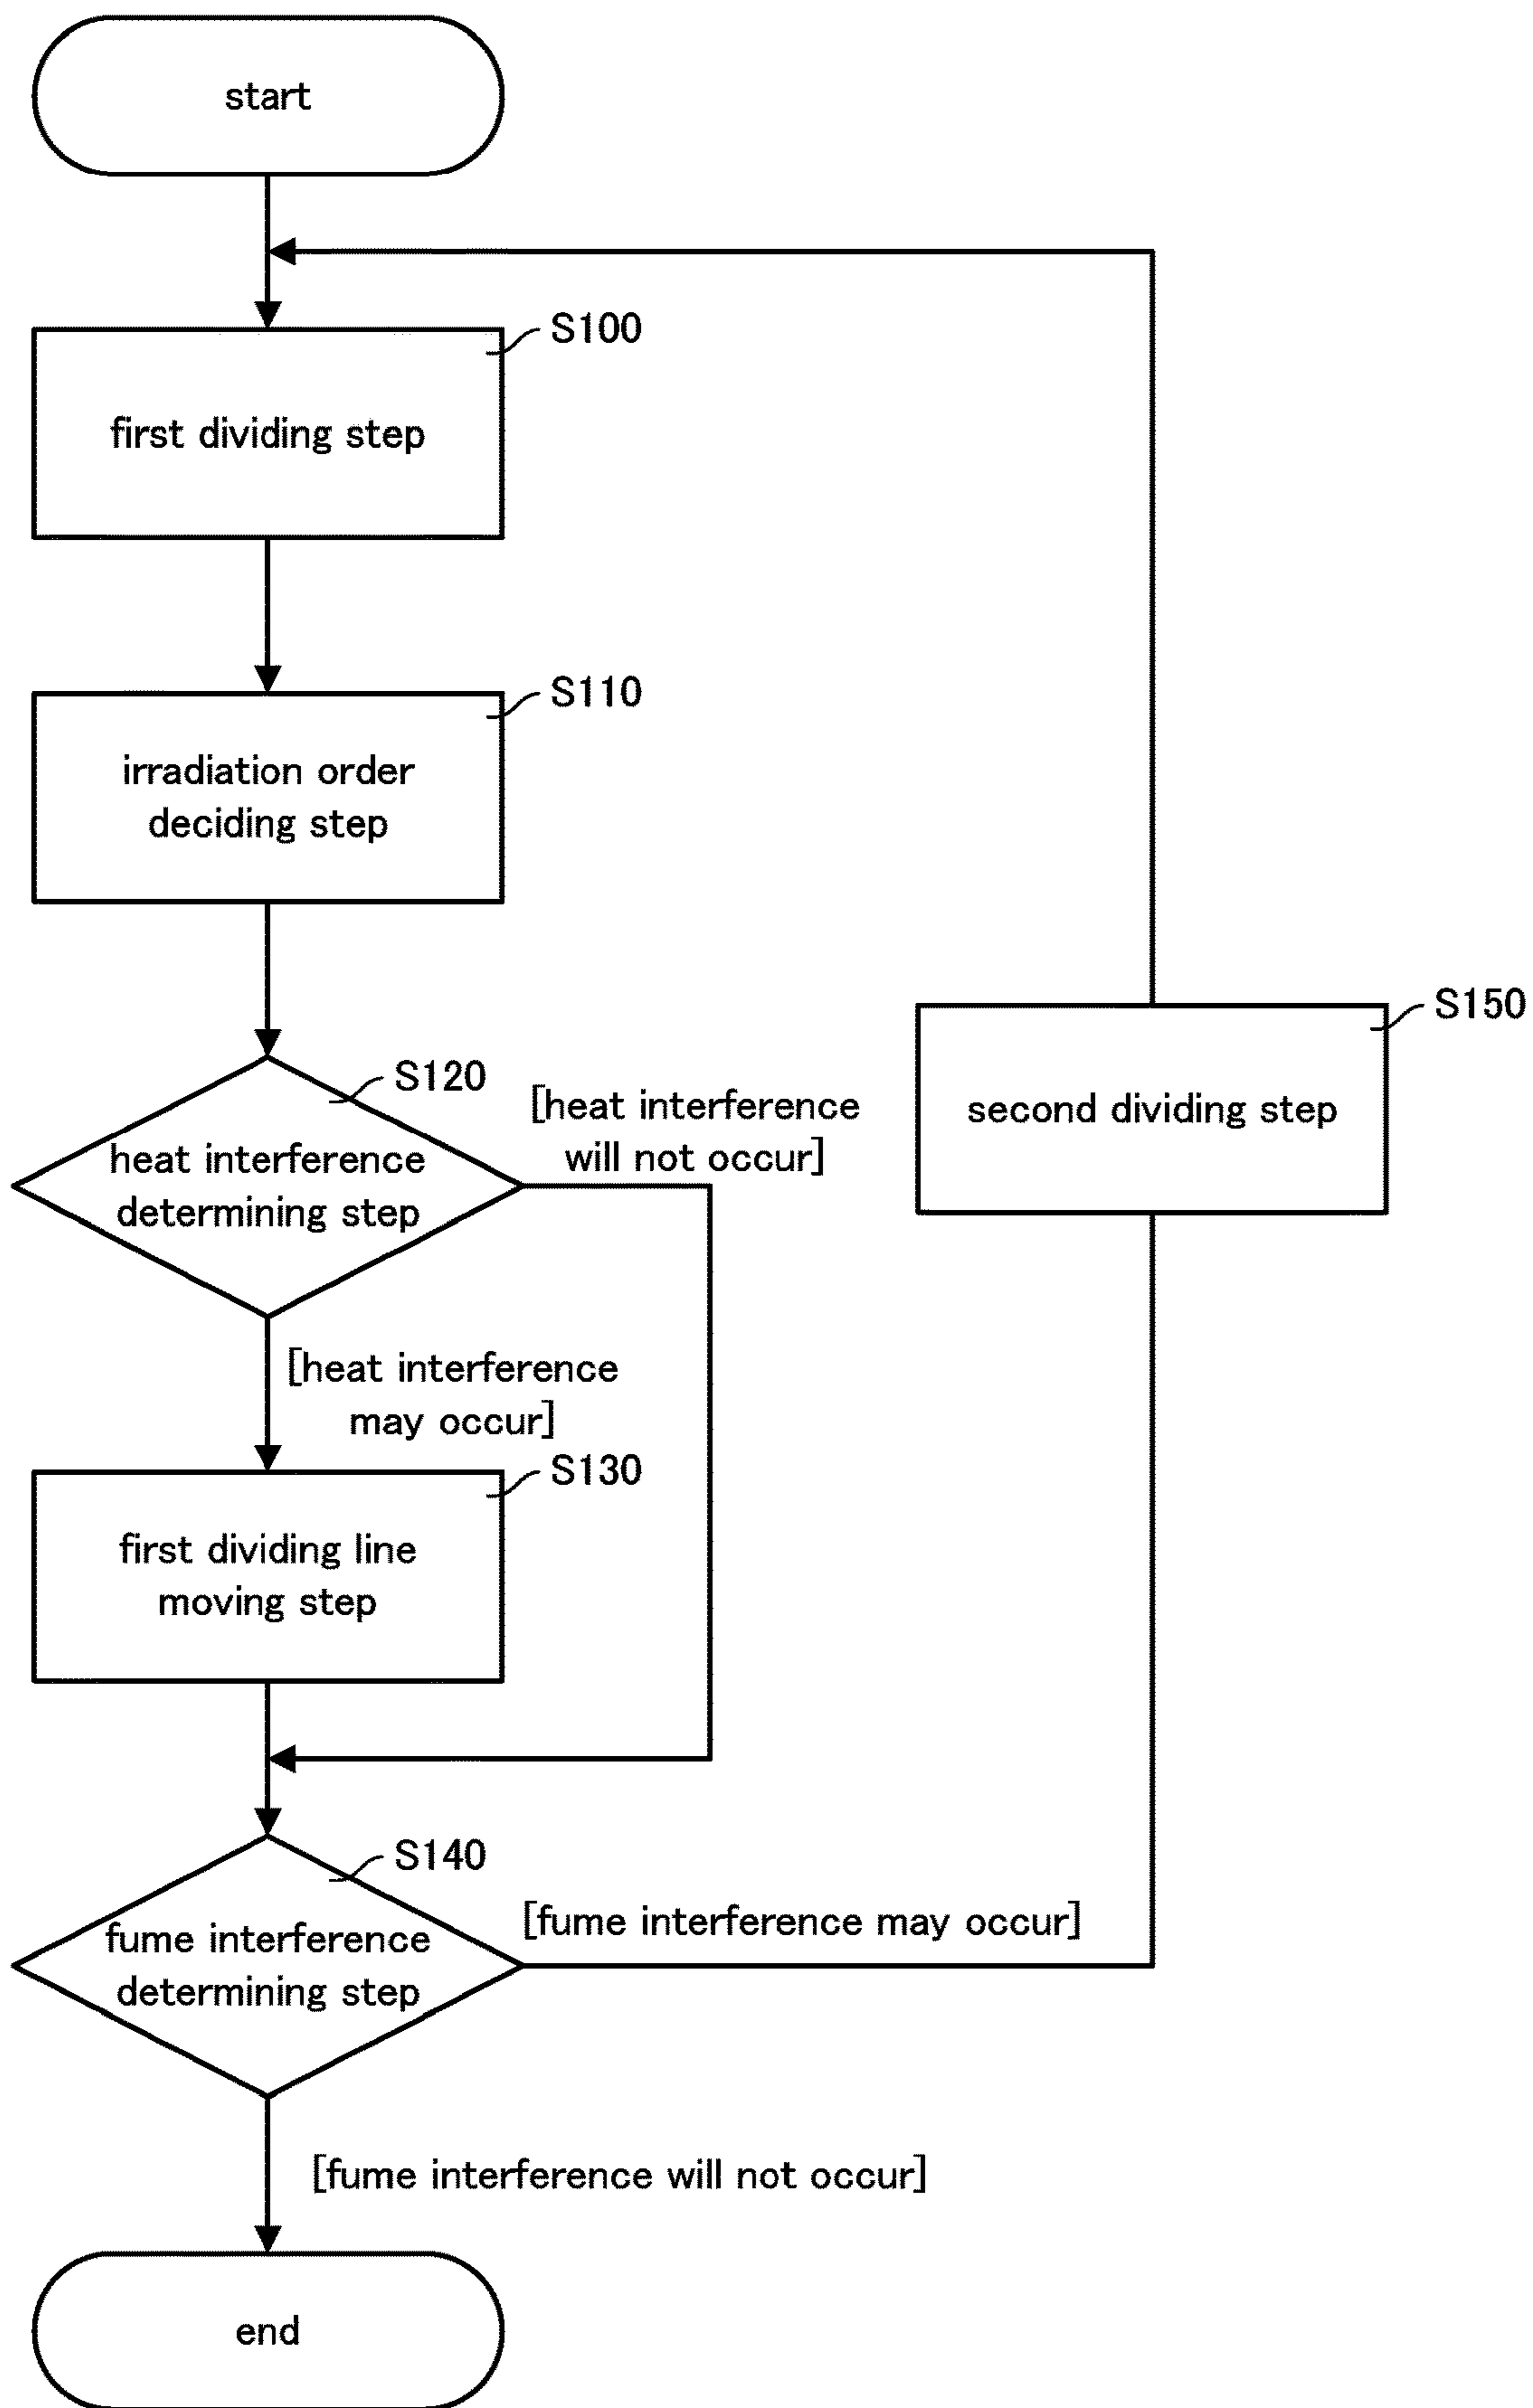 start
S100
first dividing step
S110
irradiation order
deciding step
S120
heat interference
determining step
[heat interference
will not occur]
S150
second dividing step
[heat interference
may occur]
S130
first dividing line
moving step
S140
fume interference
determining step
[fume interference may occur]
[fume interference will not occur]
end